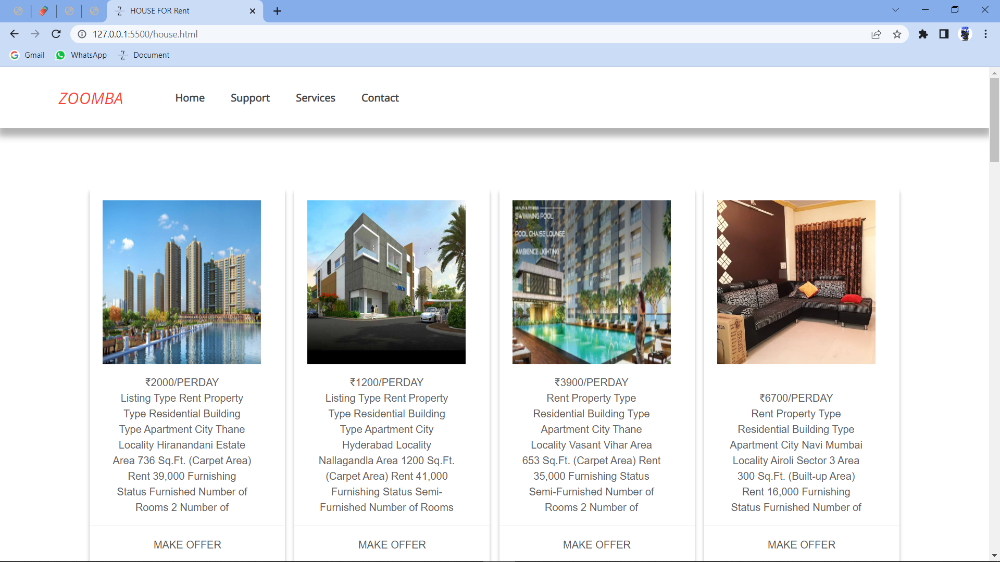 HOUSE FOR Rent
127.0.0.1:5500/house.html
Gmail WhatsApp Document
ZOOMBA Home Support Services Contact
HEALTH & FITNESS
SWIMMING POOL
POOL CHAISE LOUNGE
AMBIENCE LIGHTING
₹2000/PERDAY
Listing Type Rent Property
Type Residential Building
Type Apartment City Thane
Locality Hiranandani Estate
Area 736 Sq.Ft. (Carpet Area)
Rent 39,000 Furnishing
Status Furnished Number of
Rooms 2 Number of
MAKE OFFER
₹1200/PERDAY
Listing Type Rent Property
Type Residential Building
Type Apartment City
Hyderabad Locality
Nallagandla Area 1200 Sq.Ft.
(Carpet Area) Rent 41,000
Furnishing Status Semi-
Furnished Number of Rooms
MAKE OFFER
₹3900/PERDAY
Rent Property Type
Residential Building Type
Apartment City Thane
Locality Vasant Vihar Area
653 Sq.Ft. (Carpet Area) Rent
35,000 Furnishing Status
Semi-Furnished Number of
Rooms 2 Number of
MAKE OFFER
₹6700/PERDAY
Rent Property Type
Residential Building Type
Apartment City Navi Mumbai
Locality Airoli Sector 3 Area
300 Sq.Ft. (Built-up Area)
Rent 16,000 Furnishing
Status Furnished Number of
MAKE OFFER